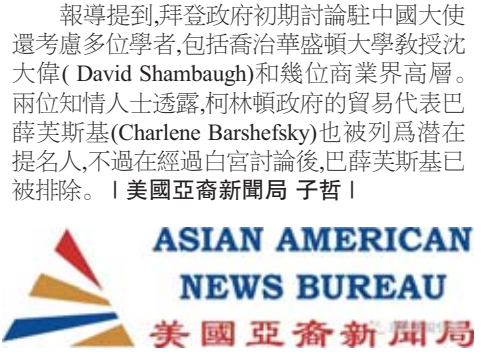 報導提到,拜登政府初期討論駐中國大使
還考慮多位學者,包括喬治華盛頓大學敎授沈
大偉( David Shambaugh)和幾位商業界高層。
兩位知情人士透露,柯林頓政府的貿易代表巴
薛芙斯基(Charlene Barshefsky)也被列爲潛在
提名人,不過在經過白宮討論後,巴薛芙斯基已
被排除。 |美國亞裔新聞局 子哲 |
ASIAN AMERICAN
NEWS BUREAU
美國亞裔新聞局